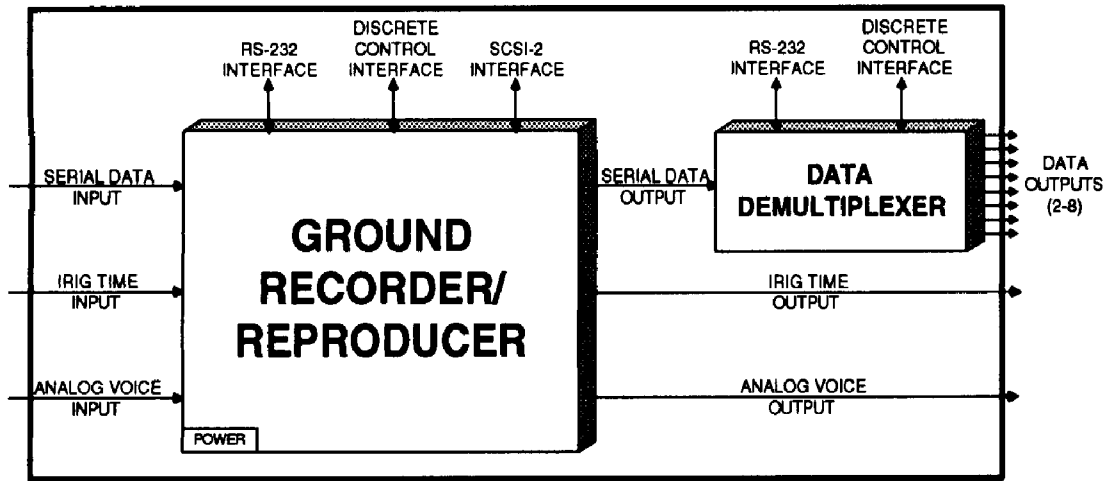 RS-232
INTERFACE
DISCRETE
CONTROL
INTERFACE
SCSI-2
INTERFACE
RS-232
INTERFACE
DISCRETE
CONTROL
INTERFACE
SERIAL DATA
INPUT
GROUND
RECORDER/
REPRODUCER
SERIAL DATA
OUTPUT
DATA
DEMULTIPLEXER
DATA
OUTPUTS
(2-8)
IRIG TIME
INPUT
IRIG TIME
OUTPUT
ANALOG VOICE
INPUT
ANALOG VOICE
OUTPUT
POWER